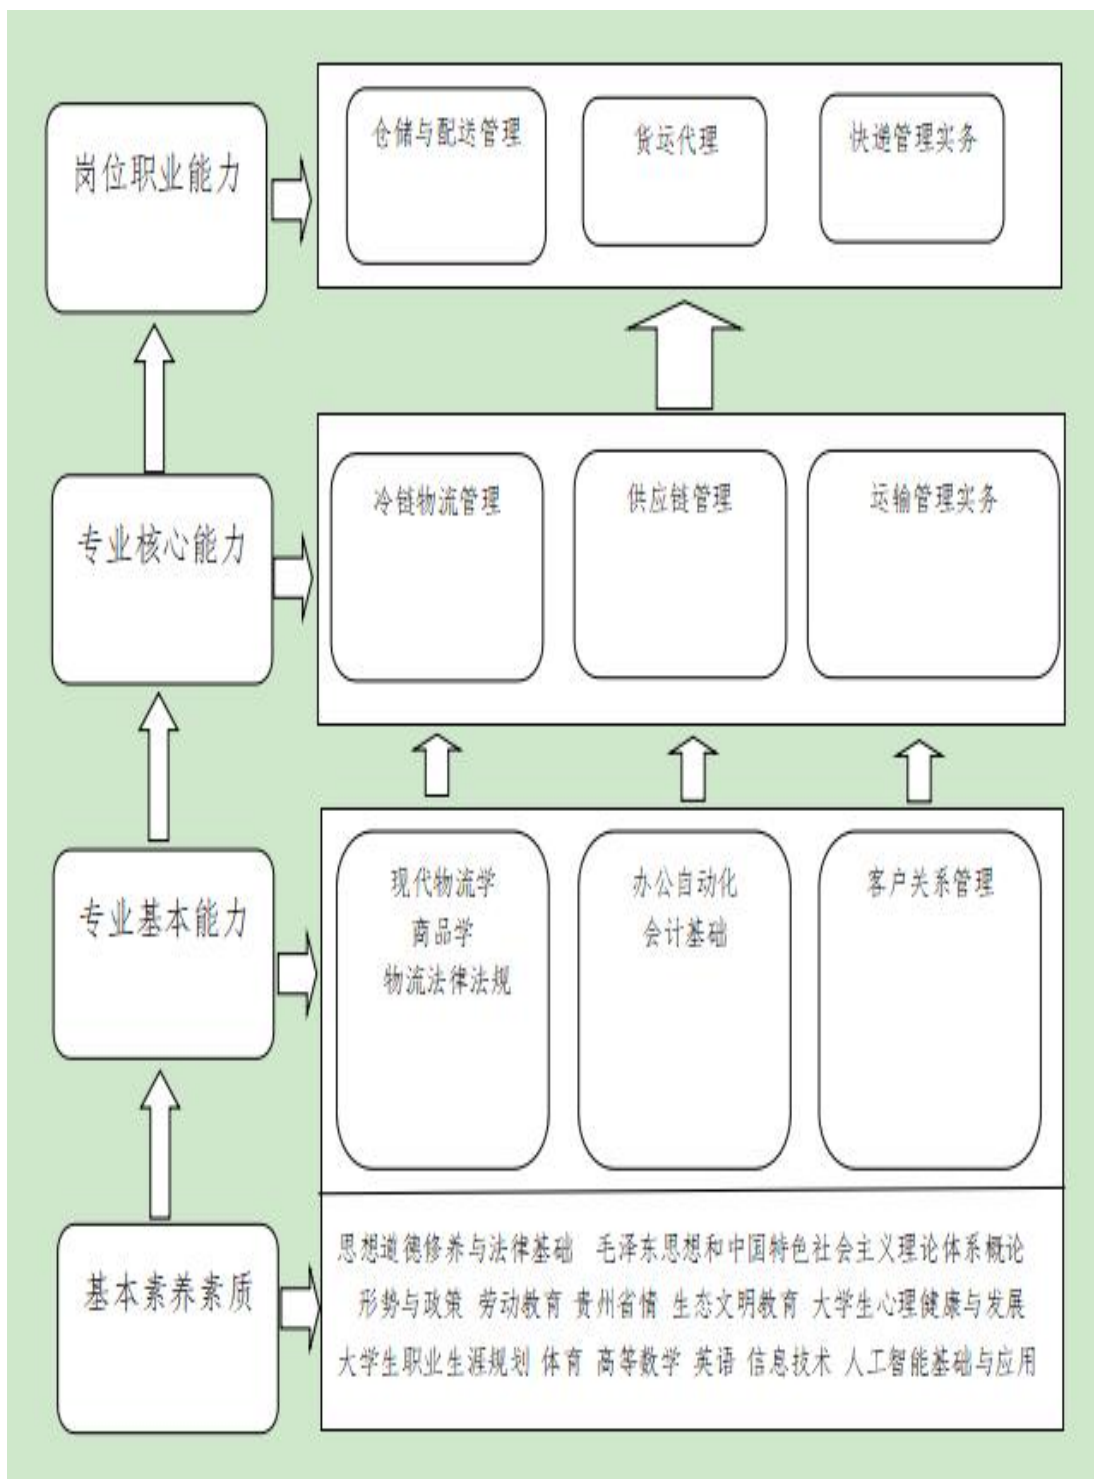 岗位职业能力
仓储与配送管理
货运代理
快递管理实务
专业核心能力
冷链物流管理
供应链管理
运输管理实务
专业基本能力
现代物流学
商品学
物流法律法规
办公自动化
会计基础
客户关系管理
基本素养素质
思想道德修养与法律基础 毛泽东思想和中国特色社会主义理论体系概论
形势与政策 劳动教育 贵州省情 生态文明教育 大学生心理健康与发展
大学生职业生涯规划 体育 高等数学 英语 信息技术 人工智能基础与应用